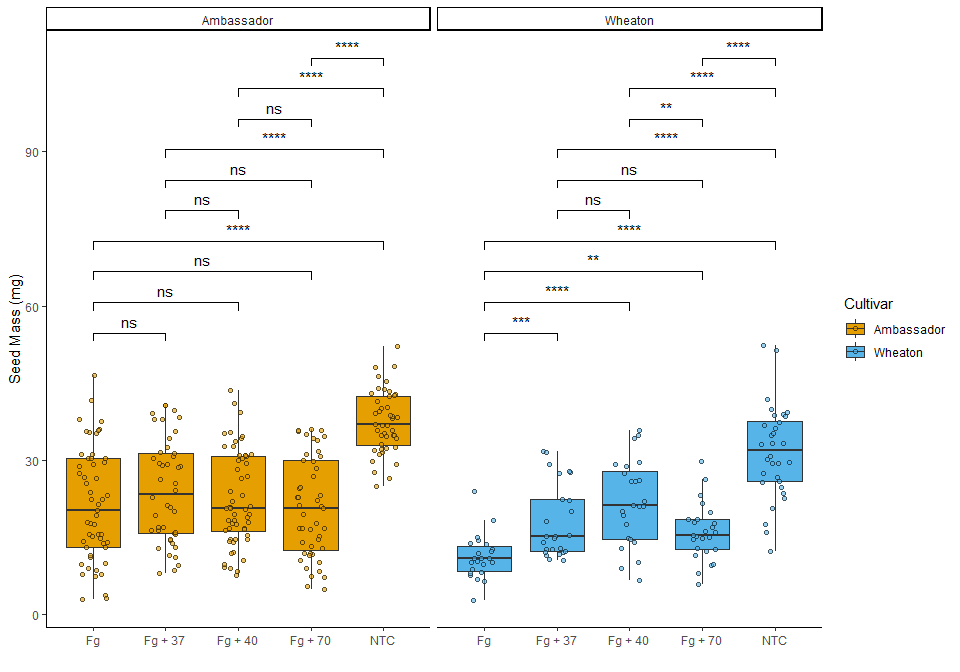 Ambassador
Wheaton
****
****
****
****
ns
**
****
****
ns
ns
ns
ns
****
****
ns
**
ns
****
ns
***
90
60
30
0
Seed Mass (mg)
Fg
Fg + 37
Fg + 40
Fg + 70
NTC
Fg
Fg + 37
Fg + 40
Fg + 70
NTC
Cultivar
Ambassador
Wheaton